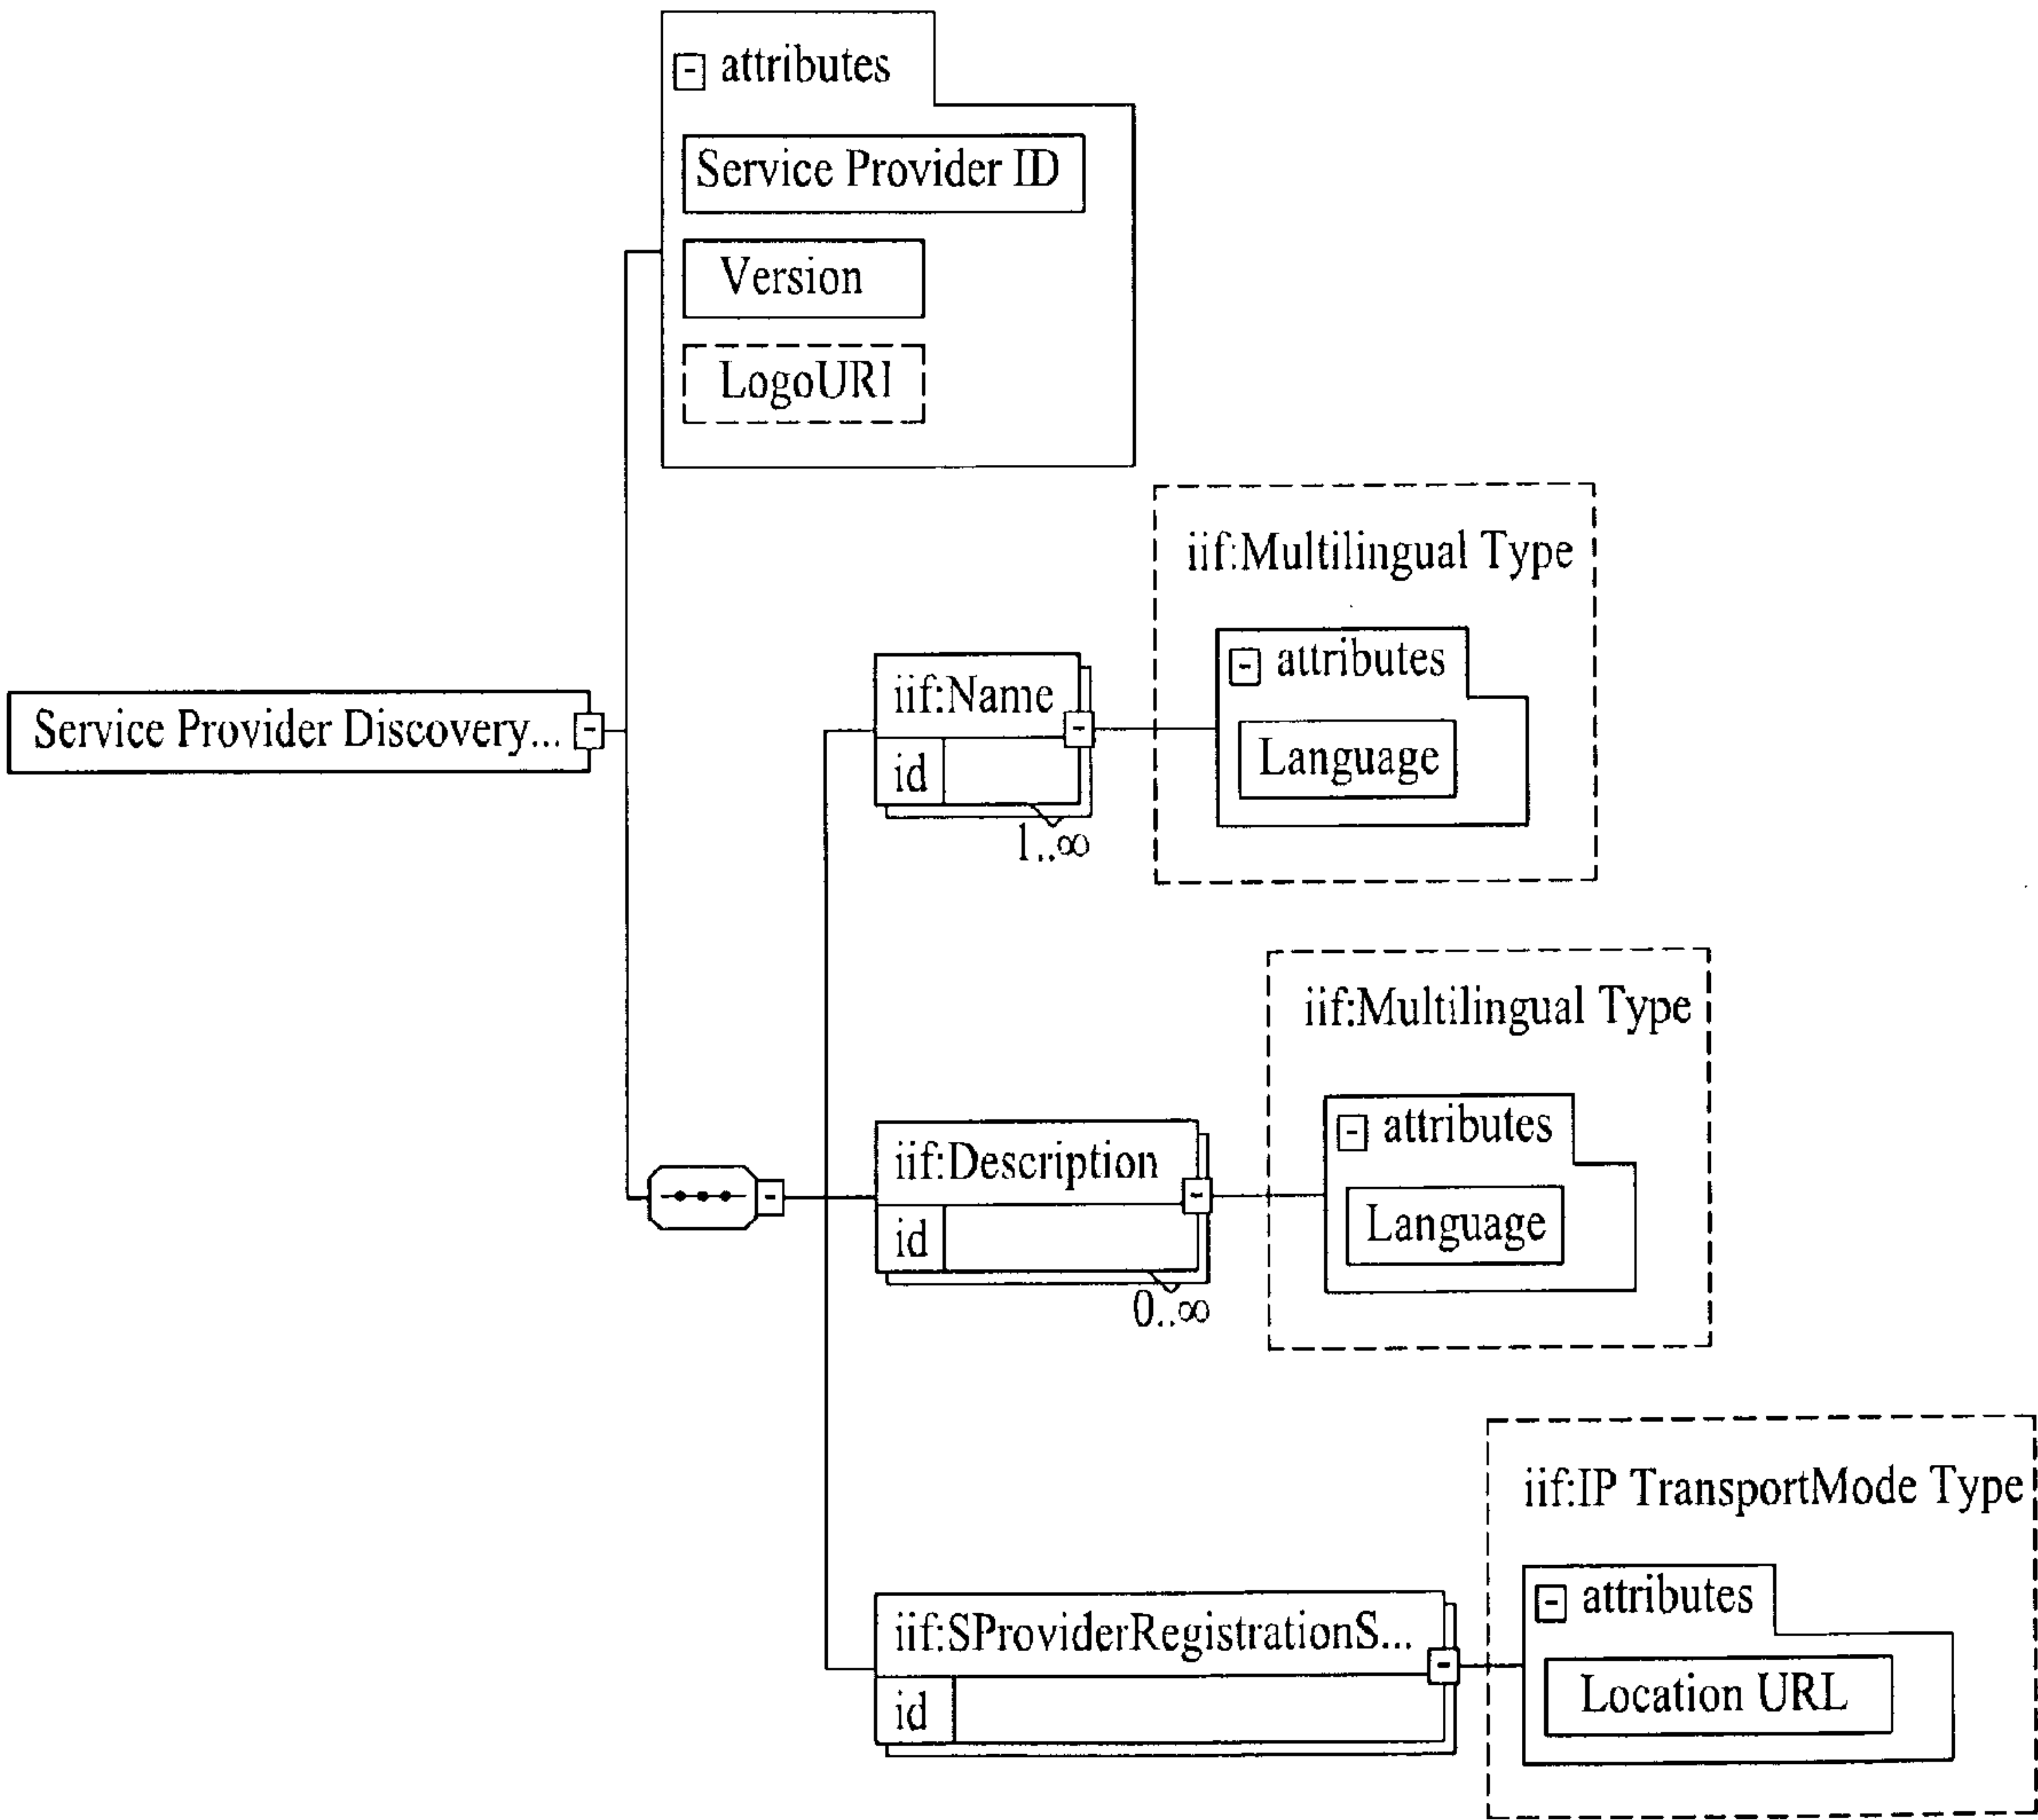 attributes
Service Provider ID
Version
LogoURI
iif:Multilingual Type
attributes
Language
iif:Name
id
1..∞
Service Provider Discovery...
iif:Multilingual Type
attributes
Language
iif:Description
id
0..∞
iif:IP TransportMode Type
attributes
Location URL
iif:SProviderRegistrationS...
id